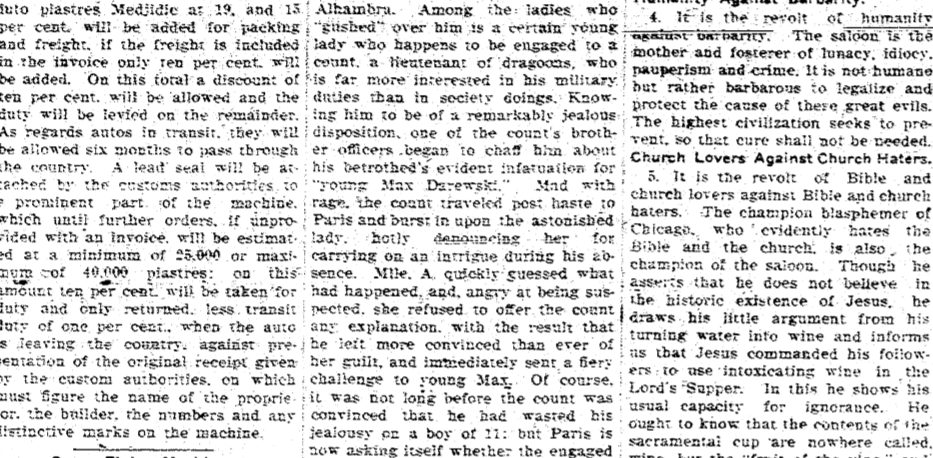 auto piastres Medjidic at 19, and 15
per cent. will be added for packing
and freight, if the freight is included
in the invoice only ten per cent. will
be added. On this total a discount of
ten per cent. will be allowed and the
duty will be levied on the remainder.
As regards autos in transit, they will
be allowed six months to pass through
the country. A lead seal will be at-
tached by the customs authorities to
a prominent part of the machine,
which until further orders, if unpro-
vided with an invoice, will be estimat-
ed at a minimum of 25,000 or maxi-
mum of 40,000 piastres; on this
amount ten per cent. will be taken for
duty and only returned, less transit
duty of one per cent., when the auto
is leaving the country, against pre-
sentation of the original receipt given
by the custom authorities, on which
must figure the name of the proprie-
tor, the builder, the numbers and any
distinctive marks on the machine.
Alhambra. Among the ladies who
"gushed" over him is a certain young
lady who happens to be engaged to a
count, a lieutenant of dragoons, who
is far more interested in his military
duties than in society doings. Know-
ing him to be of a remarkably jealous
disposition, one of the count's broth-
er officers began to chaff him about
his betrothed's evident infatuation for
"young Max Darewski." Mad with
rage, the count traveled post haste to
Paris and burst in upon the astonished
lady, hotly denouncing her for
carrying on an intrigue during his ab-
sence. Mlle. A. quickly guessed what
had happened, and, angry at being sus-
pected, she refused to offer the count
any explanation, with the result that
he left more convinced than ever of
her guilt, and immediately sent a fiery
challenge to young Max. Of course,
it was not long before the count was
convinced that he had wasted his
jealousy on a boy of 11; but Paris is
now asking itself whether the engaged
Humanity Against Barbarity.
4. It is the revolt of humanity
against barbarity. The saloon is the
mother and fosterer of lunacy, idiocy,
pauperism and crime. It is not humane
but rather barbarous to legalize and
protect the cause of these great evils.
The highest civilization seeks to pre-
vent, so that cure shall not be needed.
Church Lovers Against Church Haters.
5. It is the revolt of Bible and
church lovers against Bible and church
haters. The champion blasphemer of
Chicago, who evidently hates the
Bible and the church, is also the
champion of the saloon. Though he
asserts that he does not believe in
the historic existence of Jesus, he
draws his little argument from his
turning water into wine and informs
us that Jesus commanded his follow-
ers to use intoxicating wine in the
Lord's Supper. In this he shows his
usual capacity for ignorance. He
ought to know that the contents of the
sacramental cup are nowhere called
wine, but the "fruit of the vine" and